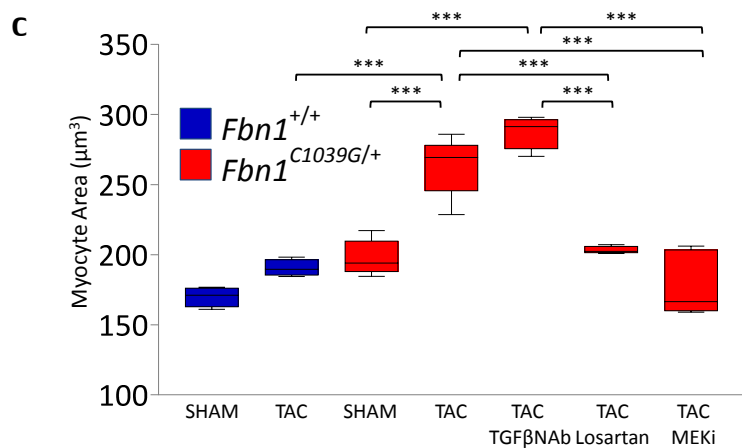 c
***
***
***
***
***
***
***
350
300
250
200
150
100
Myocyte Area (µm³)
Fbn1+/+
Fbn1C1039G/+
SHAM TAC SHAM TAC TAC TAC TAC
TGFβNAb Losartan MEKi